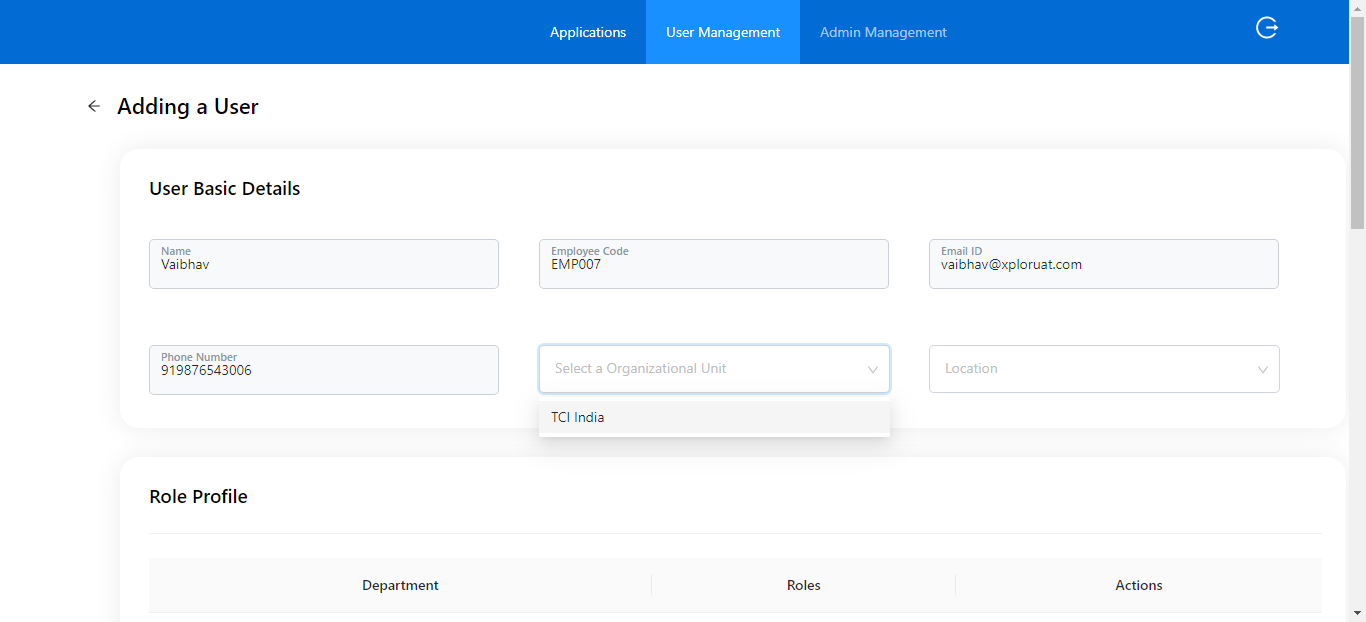 Applications User Management Admin Management
Adding a User
User Basic Details
Name Employee Code Email ID
Vaibhav EMP007 vaibhav@xploruat.com
Phone Number
919876543006 Select a Organizational Unit Location
TCI India
Role Profile
Department Roles Actions